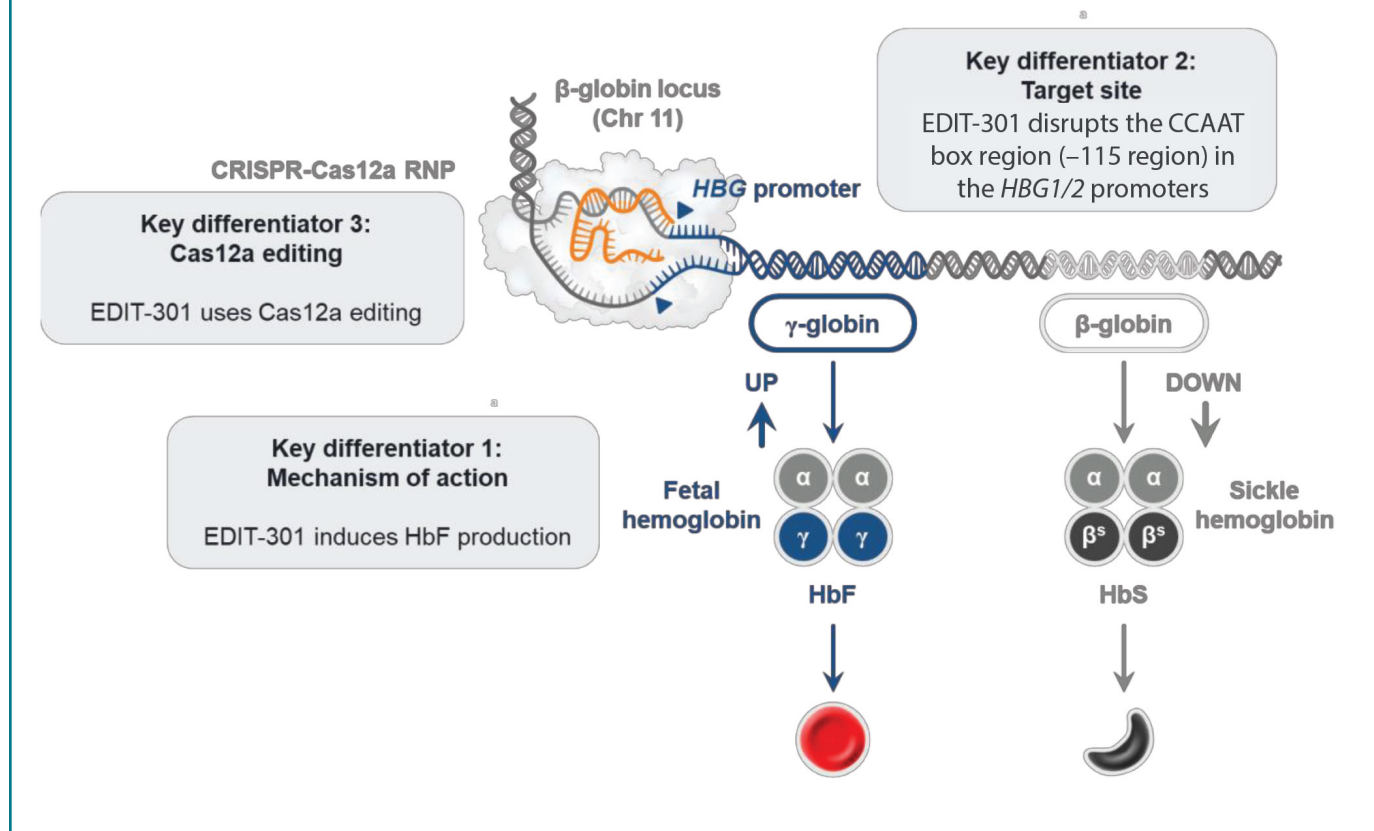 a
Key differentiator 2:
Target site
EDIT-301 disrupts the CCAAT
box region (–115 region) in
the HBG1/2 promoters
β-globin locus
(Chr 11)
CRISPR-Cas12a RNP
HBG promoter
Key differentiator 3:
Cas12a editing
EDIT-301 uses Cas12a editing
γ-globin
β-globin
UP
DOWN
a
Key differentiator 1:
Mechanism of action
EDIT-301 induces HbF production
Fetal
hemoglobin
α α
γ γ
HbF
α α
βˢ βˢ
HbS
Sickle
hemoglobin